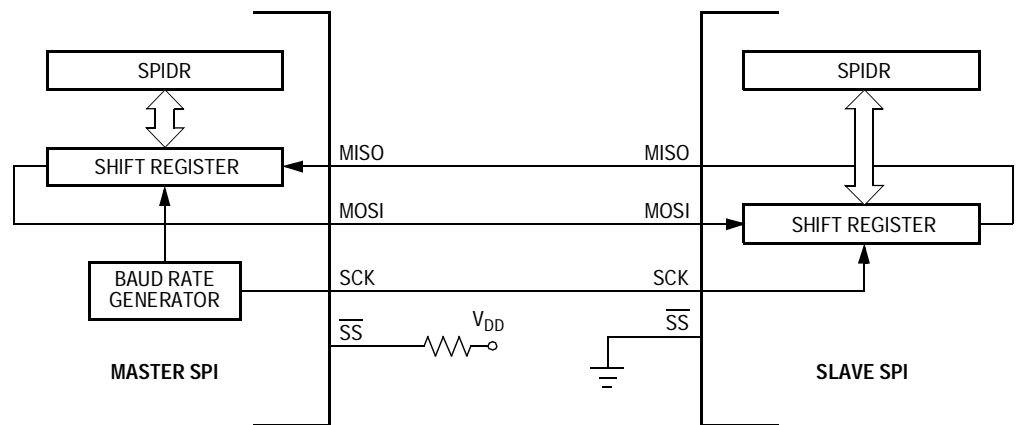 SPIDR
SPIDR
SHIFT REGISTER
MISO
MISO
MOSI
MOSI
SHIFT REGISTER
BAUD RATE
GENERATOR
SCK
SCK
SS
VDD
SS
MASTER SPI
SLAVE SPI